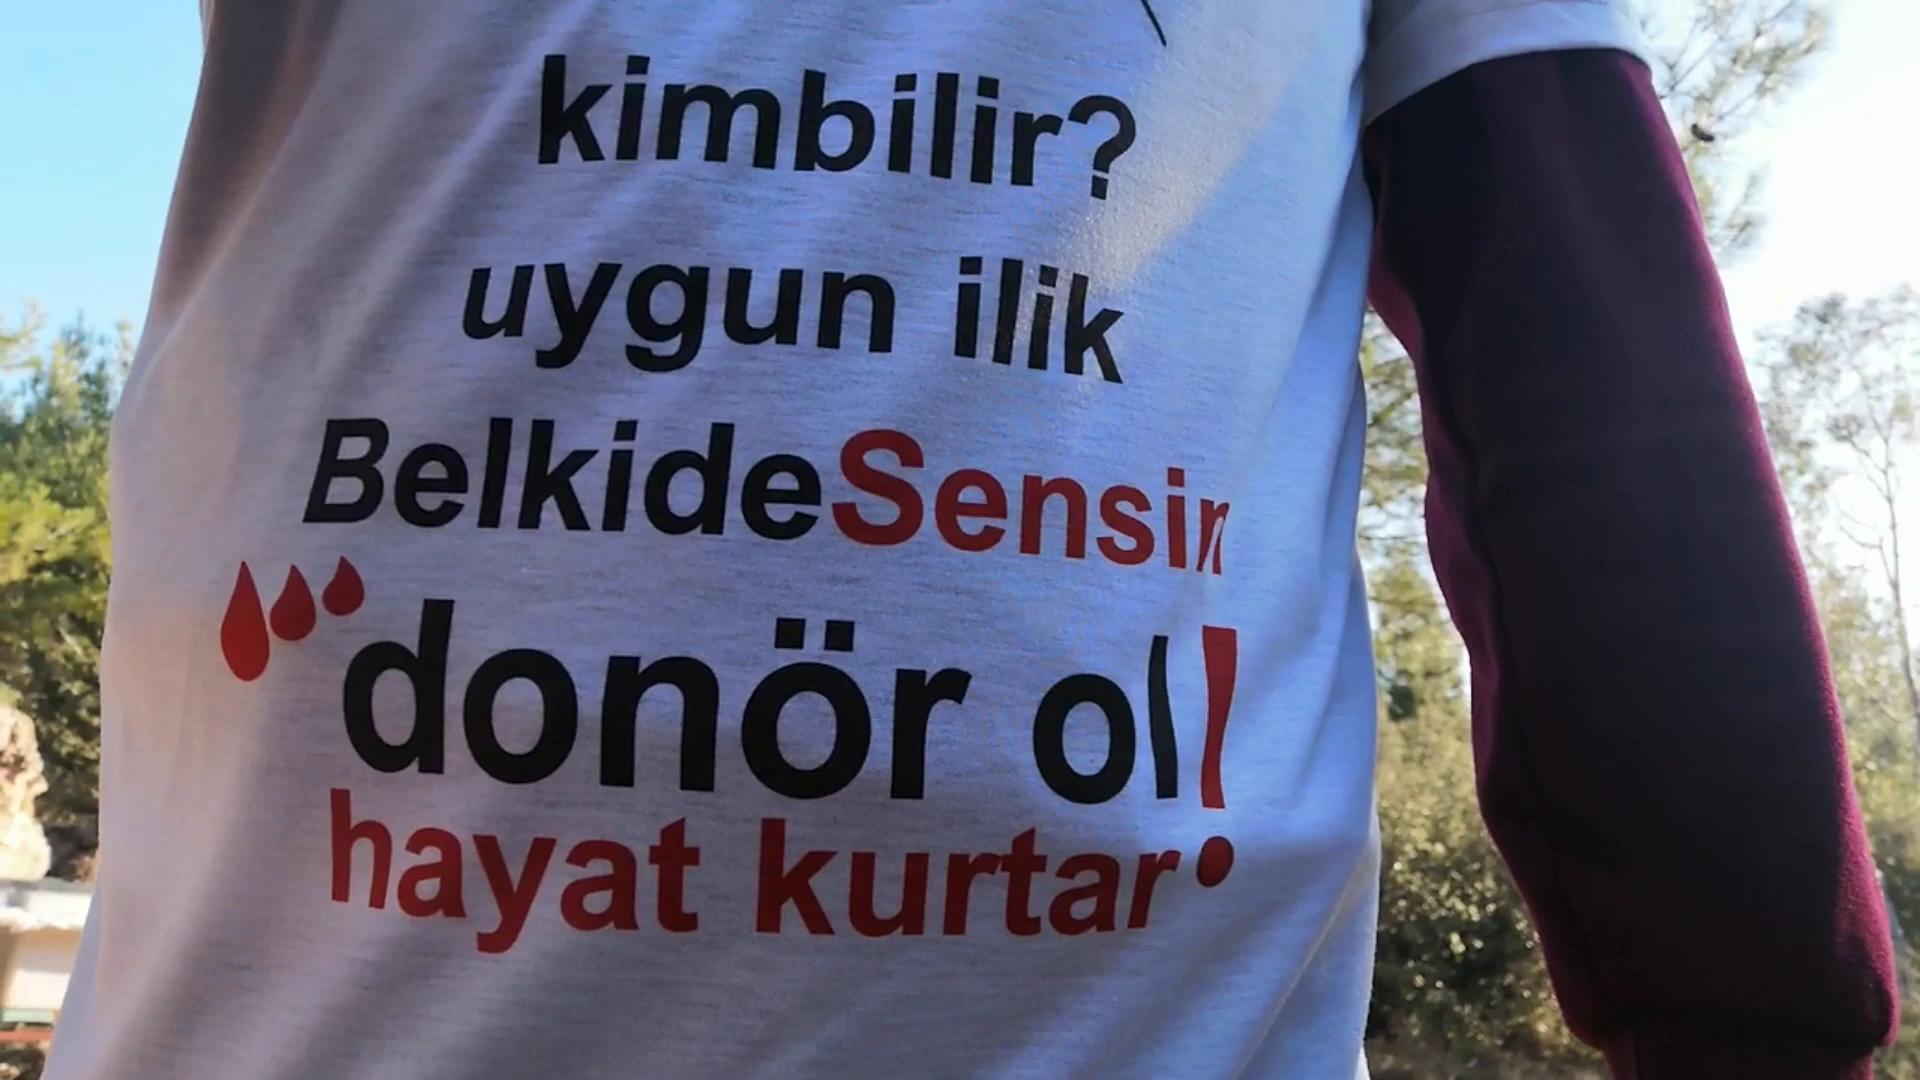 kimbilir?
uygun ilik
BelkideSensin
donör ol!
hayat kurtar